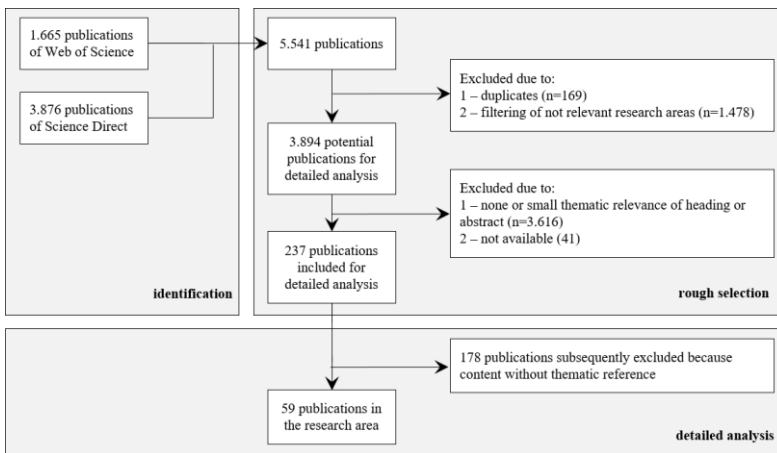 1.665 publications
of Web of Science
3.876 publications
of Science Direct
identification
5.541 publications
Excluded due to:
1 – duplicates (n=169)
2 – filtering of not relevant research areas (n=1.478)
3.894 potential
publications for
detailed analysis
Excluded due to:
1 – none or small thematic relevance of heading or
abstract (n=3.616)
2 – not available (41)
237 publications
included for
detailed analysis
rough selection
178 publications subsequently excluded because
content without thematic reference
59 publications in
the research area
detailed analysis